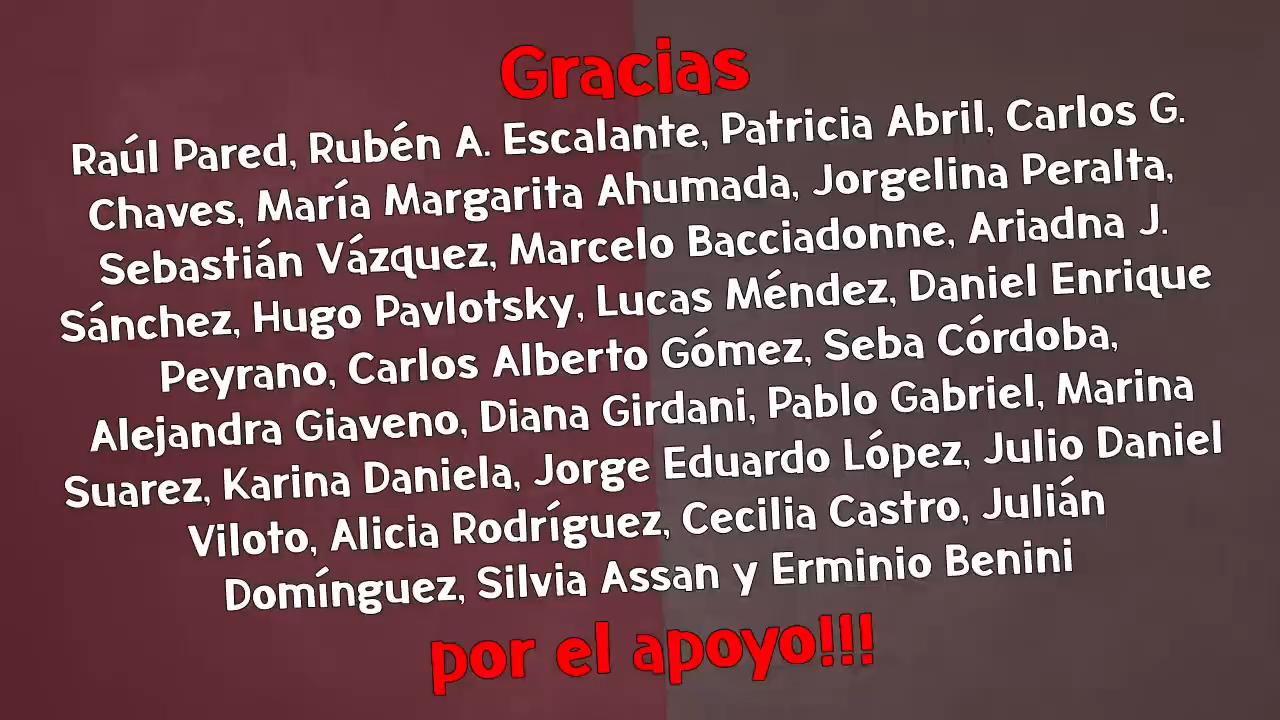 Gracias
Raúl Pared, Rubén A. Escalante, Patricia Abril, Carlos G.
Chaves, María Margarita Ahumada, Jorgelina Peralta,
Sebastián Vázquez, Marcelo Bacciadonne, Ariadna J.
Sánchez, Hugo Pavlotsky, Lucas Méndez, Daniel Enrique
Peyrano, Carlos Alberto Gómez, Seba Córdoba,
Alejandra Giaveno, Diana Girdani, Pablo Gabriel, Marina
Suarez, Karina Daniela, Jorge Eduardo López, Julio Daniel
Viloto, Alicia Rodríguez, Cecilia Castro, Julián
Domínguez, Silvia Assan y Erminio Benini
por el apoyo!!!